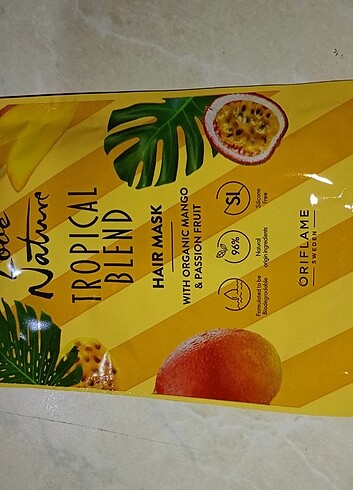 Love
Nature
TROPICAL
BLEND
HAIR MASK
WITH ORGANIC MANGO
& PASSION FRUIT
Formulated to be
Biodegradable
96%
Natural
origin ingredients
SI
Silicone
Free
ORIFLAME
SWEDEN